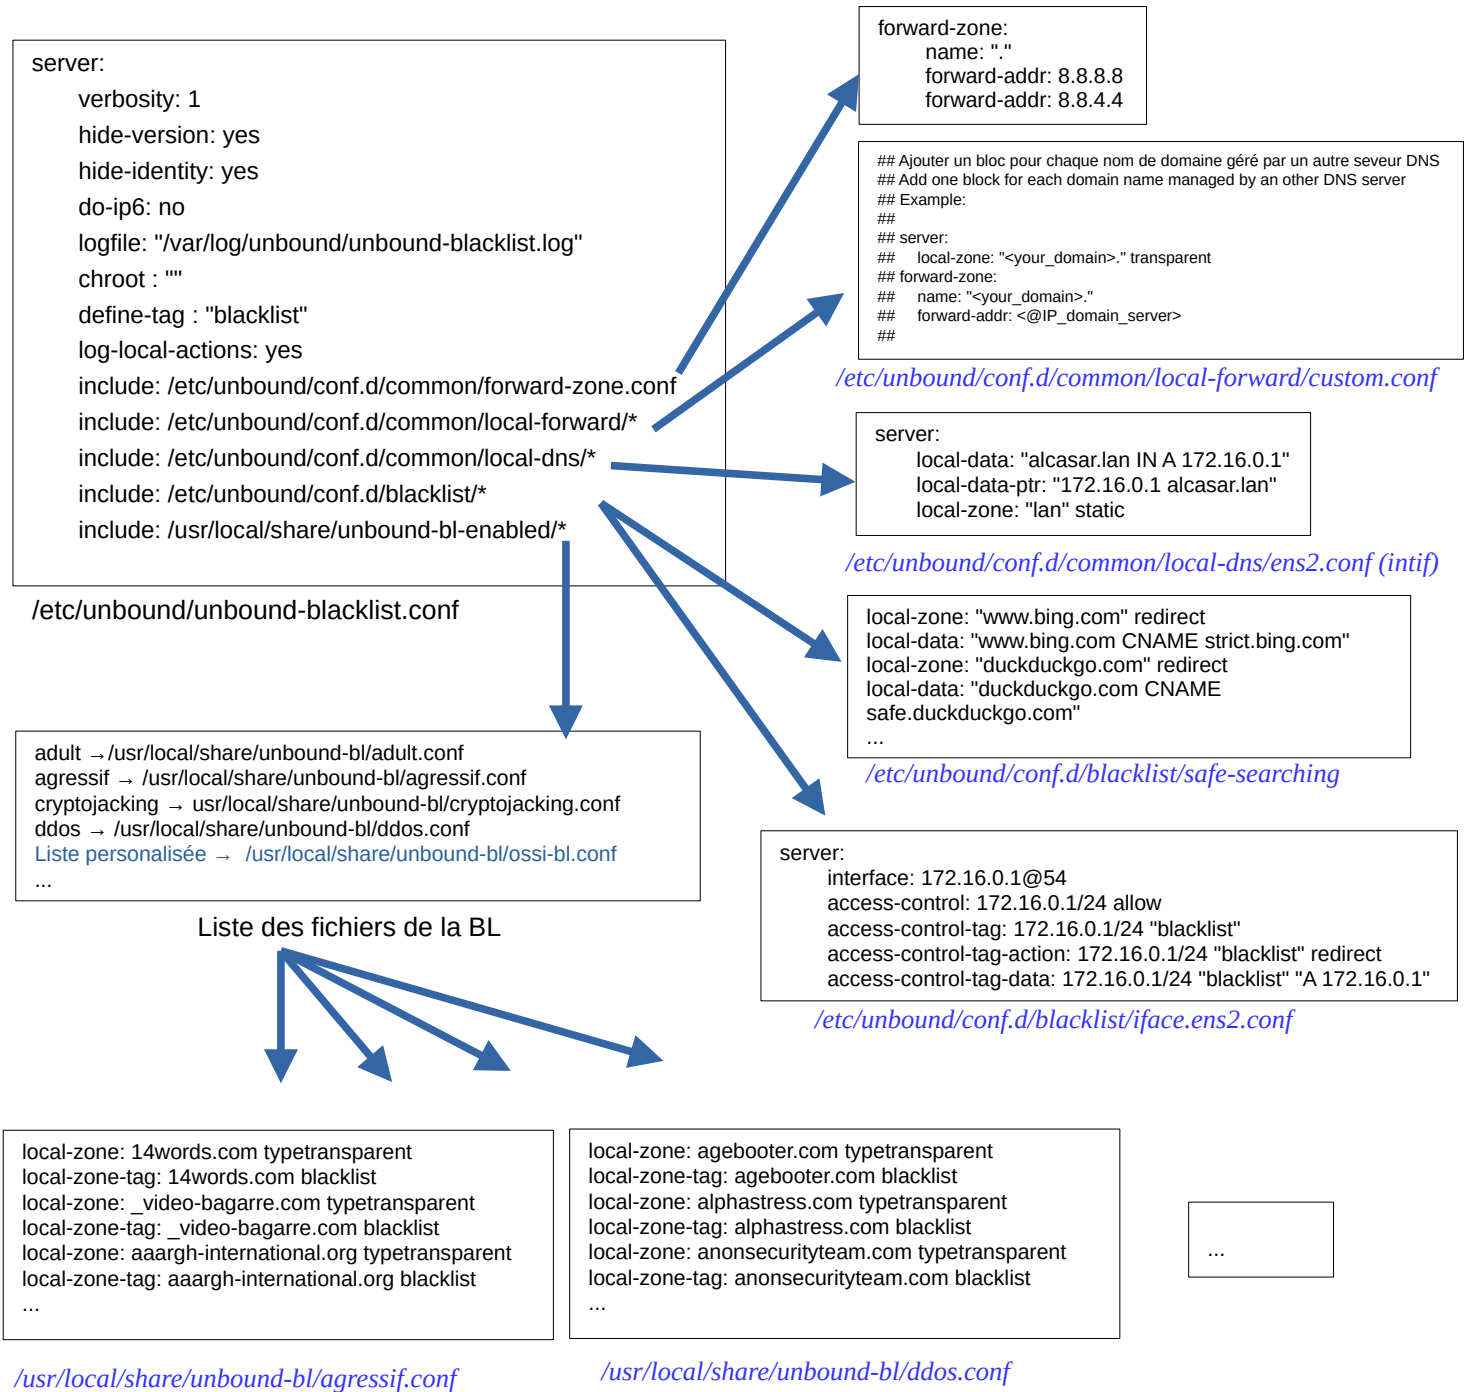 server:
verbosity: 1
hide-version: yes
hide-identity: yes
do-ip6: no
logfile: "/var/log/unbound/unbound-blacklist.log"
chroot : ""
define-tag : "blacklist"
log-local-actions: yes
include: /etc/unbound/conf.d/common/forward-zone.conf
include: /etc/unbound/conf.d/common/local-forward/*
include: /etc/unbound/conf.d/common/local-dns/*
include: /etc/unbound/conf.d/blacklist/*
include: /usr/local/share/unbound-bl-enabled/*
/etc/unbound/unbound-blacklist.conf
forward-zone:
name: "."
forward-addr: 8.8.8.8
forward-addr: 8.8.4.4
## Ajouter un bloc pour chaque nom de domaine géré par un autre seveur DNS
## Add one block for each domain name managed by an other DNS server
## Example:
##
## server:
## local-zone: "<your_domain>." transparent
## forward-zone:
## name: "<your_domain>."
## forward-addr: <@IP_domain_server>
##
/etc/unbound/conf.d/common/local-forward/custom.conf
server:
local-data: "alcasar.lan IN A 172.16.0.1"
local-data-ptr: "172.16.0.1 alcasar.lan"
local-zone: "lan" static
/etc/unbound/conf.d/common/local-dns/ens2.conf (intif)
local-zone: "www.bing.com" redirect
local-data: "www.bing.com CNAME strict.bing.com"
local-zone: "duckduckgo.com" redirect
local-data: "duckduckgo.com CNAME
safe.duckduckgo.com"
...
/etc/unbound/conf.d/blacklist/safe-searching
adult →/usr/local/share/unbound-bl/adult.conf
agressif → /usr/local/share/unbound-bl/agressif.conf
cryptojacking → usr/local/share/unbound-bl/cryptojacking.conf
ddos → /usr/local/share/unbound-bl/ddos.conf
Liste personalisée → /usr/local/share/unbound-bl/ossi-bl.conf
...
Liste des fichiers de la BL
server:
interface: 172.16.0.1@54
access-control: 172.16.0.1/24 allow
access-control-tag: 172.16.0.1/24 "blacklist"
access-control-tag-action: 172.16.0.1/24 "blacklist" redirect
access-control-tag-data: 172.16.0.1/24 "blacklist" "A 172.16.0.1"
/etc/unbound/conf.d/blacklist/iface.ens2.conf
local-zone: 14words.com typetransparent
local-zone-tag: 14words.com blacklist
local-zone: _video-bagarre.com typetransparent
local-zone-tag: _video-bagarre.com blacklist
local-zone: aaargh-international.org typetransparent
local-zone-tag: aaargh-international.org blacklist
...
/usr/local/share/unbound-bl/agressif.conf
local-zone: agebooter.com typetransparent
local-zone-tag: agebooter.com blacklist
local-zone: alphastress.com typetransparent
local-zone-tag: alphastress.com blacklist
local-zone: anonsecurityteam.com typetransparent
local-zone-tag: anonsecurityteam.com blacklist
...
/usr/local/share/unbound-bl/ddos.conf
...